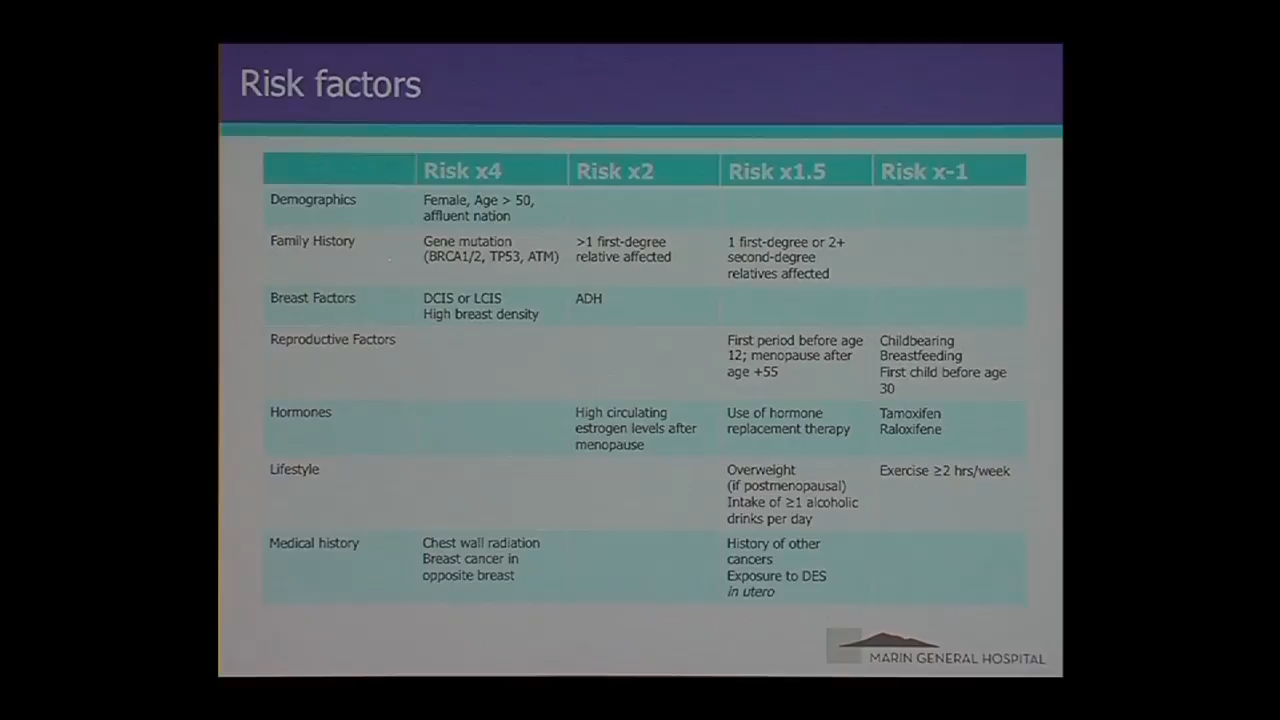 Risk factors
Risk x4
Risk x2
Risk x1.5
Risk x-1
Demographics
Female, Age > 50,
affluent nation
Family History
Gene mutation
(BRCA1/2, TP53, ATM)
>1 first-degree
relative affected
1 first-degree or 2+
second-degree
relatives affected
Breast Factors
DCIS or LCIS
High breast density
ADH
Reproductive Factors
First period before age
12; menopause after
age +55
Childbearing
Breastfeeding
First child before age
30
Hormones
High circulating
estrogen levels after
menopause
Use of hormone
replacement therapy
Tamoxifen
Raloxifene
Lifestyle
Overweight
(if postmenopausal)
Intake of ≥1 alcoholic
drinks per day
Exercise ≥2 hrs/week
Medical history
Chest wall radiation
Breast cancer in
opposite breast
History of other
cancers
Exposure to DES
in utero
MARIN GENERAL HOSPITAL